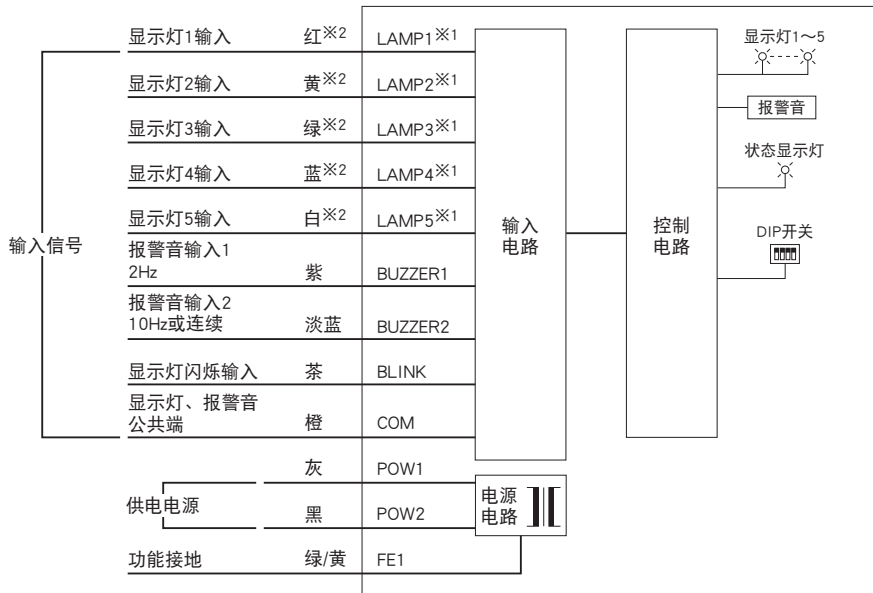 显示灯1输入 红※2 LAMP1※1
显示灯2输入 黄※2 LAMP2※1
显示灯3输入 绿※2 LAMP3※1
显示灯4输入 蓝※2 LAMP4※1
显示灯5输入 白※2 LAMP5※1
输入信号
报警音输入1
2Hz 紫 BUZZER1
报警音输入2
10Hz或连续 淡蓝 BUZZER2
显示灯闪烁输入 茶 BLINK
显示灯、报警音
公共端 橙 COM
灰 POW1
供电电源
黑 POW2
功能接地 绿/黄 FE1
输入
电路
电源
电路
控制
电路
显示灯1～5
报警音
状态显示灯
DIP开关